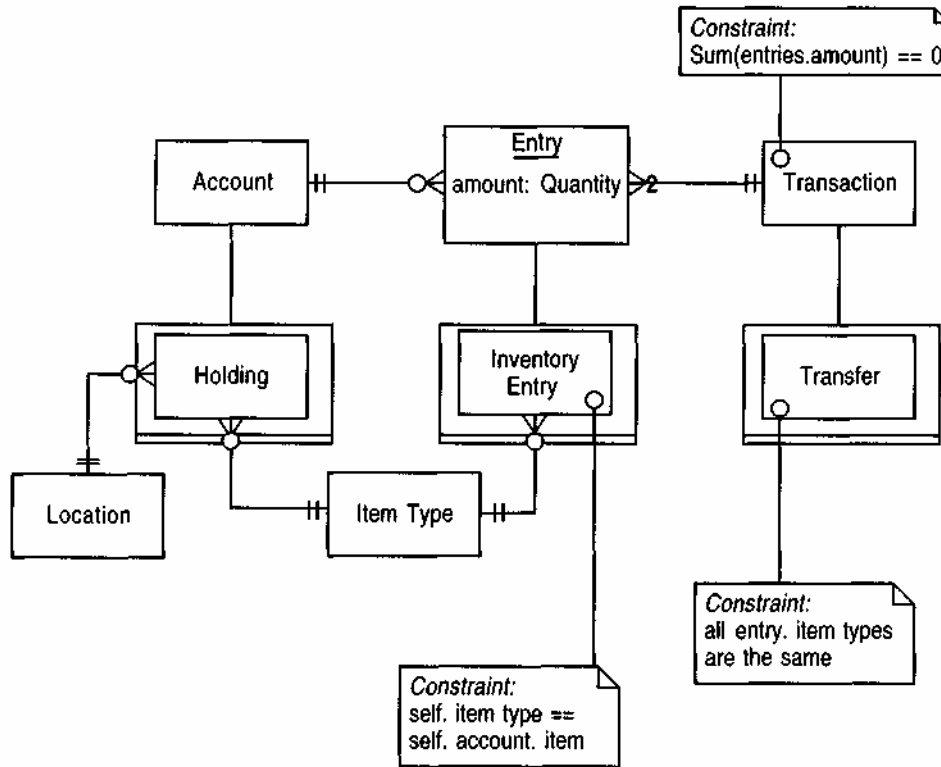 Constraint:
Sum(entries.amount) == 0
Account
Entry
amount: Quantity
2
Transaction
Holding
Inventory
Entry
Transfer
Location
Item Type
Constraint:
all entry. item types
are the same
Constraint:
self. item type ==
self. account. item